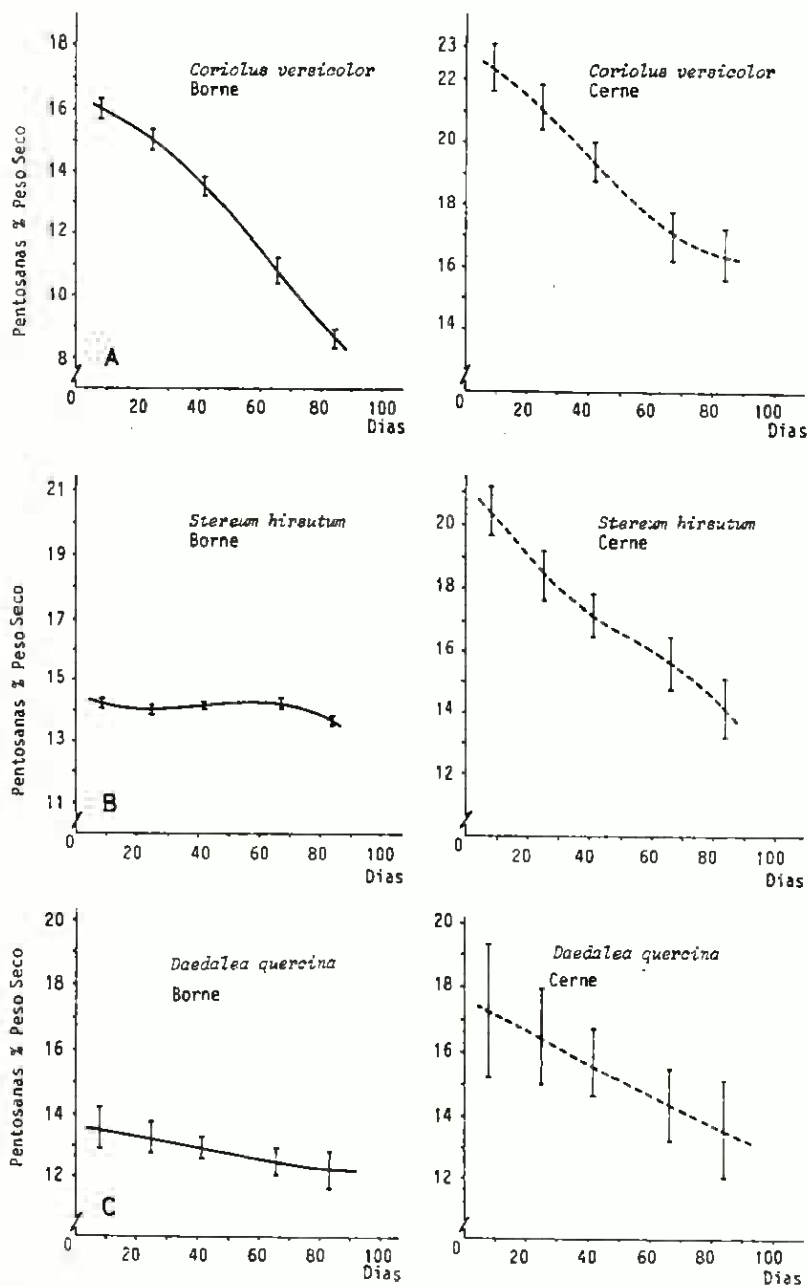 18
16
14
12
10
8
Pentosanas % Peso Seco
Coriolus versicolor
Borne
A
0 20 40 60 80 100
Dias
23
22
20
19
17
16
14
Coriolus versicolor
Cerne
0 20 40 60 80 100
Dias
21
19
17
15
13
11
Pentosanas % Peso Seco
Stereum hirsutum
Borne
B
0 20 40 60 80 100
Dias
20
18
16
14
12
Stereum hirsutum
Cerne
0 20 40 60 80 100
Dias
20
18
16
14
12
Pentosanas % Peso Seco
Daedalea quercina
Borne
C
0 20 40 60 80 100
Dias
20
18
16
14
12
Daedalea quercina
Cerne
0 20 40 60 80 100
Dias